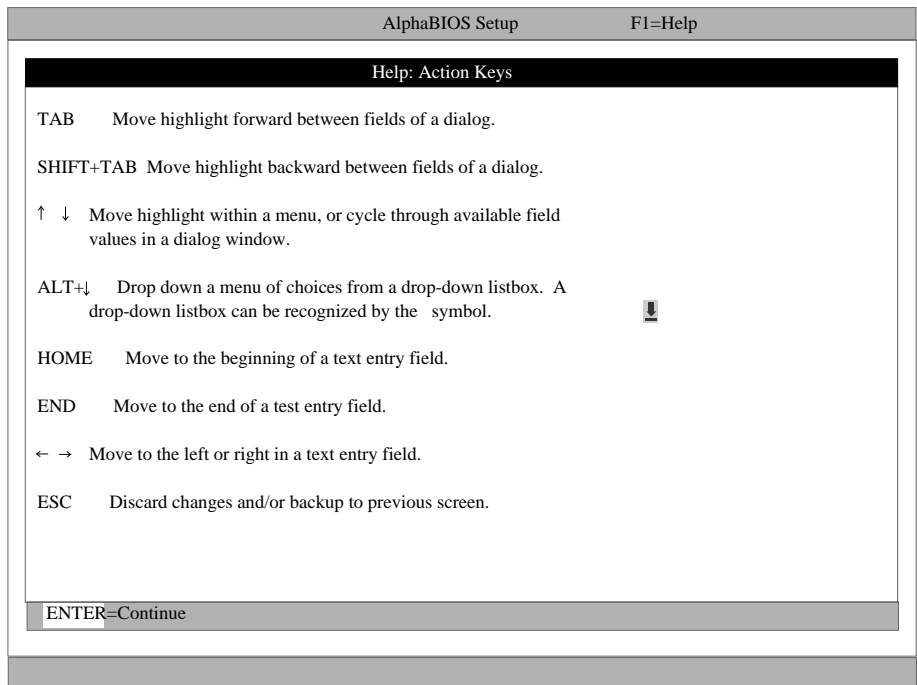 AlphaBIOS Setup F1=Help
Help: Action Keys
TAB Move highlight forward between fields of a dialog.
SHIFT+TAB Move highlight backward between fields of a dialog.
↑ ↓ Move highlight within a menu, or cycle through available field
values in a dialog window.
ALT+↓ Drop down a menu of choices from a drop-down listbox. A
drop-down listbox can be recognized by the symbol.
HOME Move to the beginning of a text entry field.
END Move to the end of a test entry field.
← → Move to the left or right in a text entry field.
ESC Discard changes and/or backup to previous screen.
ENTER=Continue